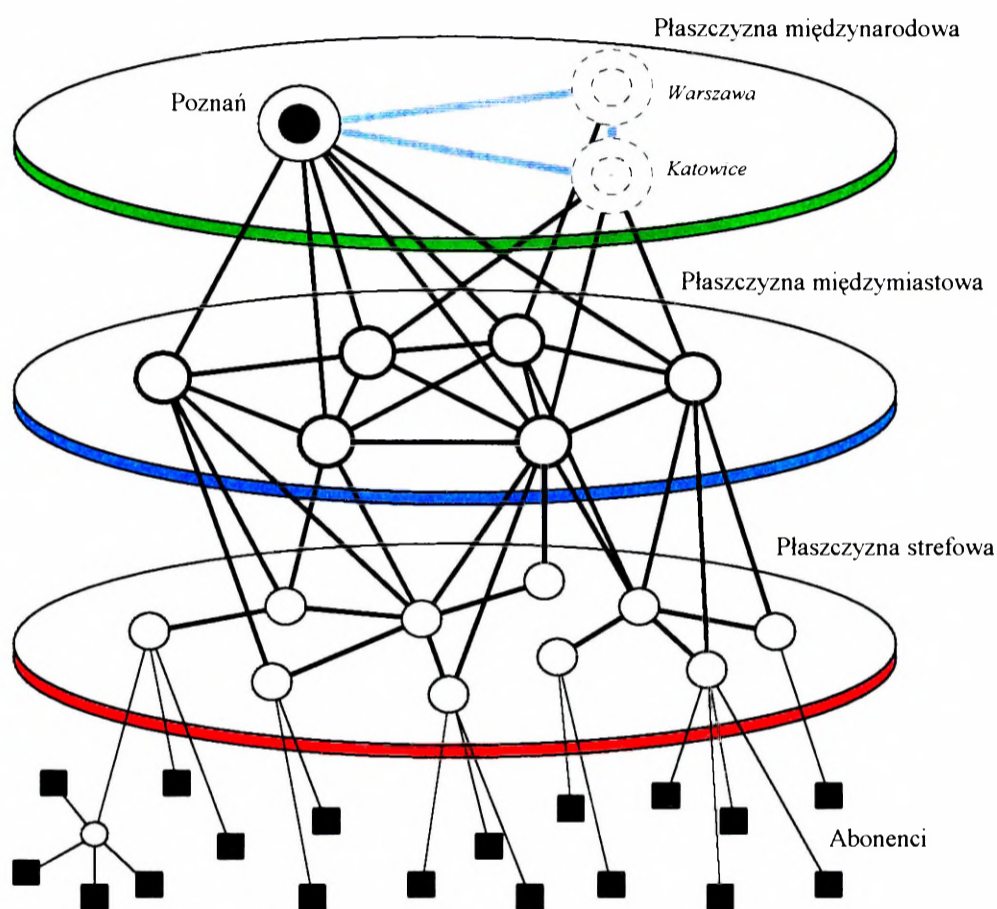 Płaszczyzna międzynarodowa
Poznań
Warszawa
Katowice
Płaszczyzna międzymiastowa
Płaszczyzna strefowa
Abonenci